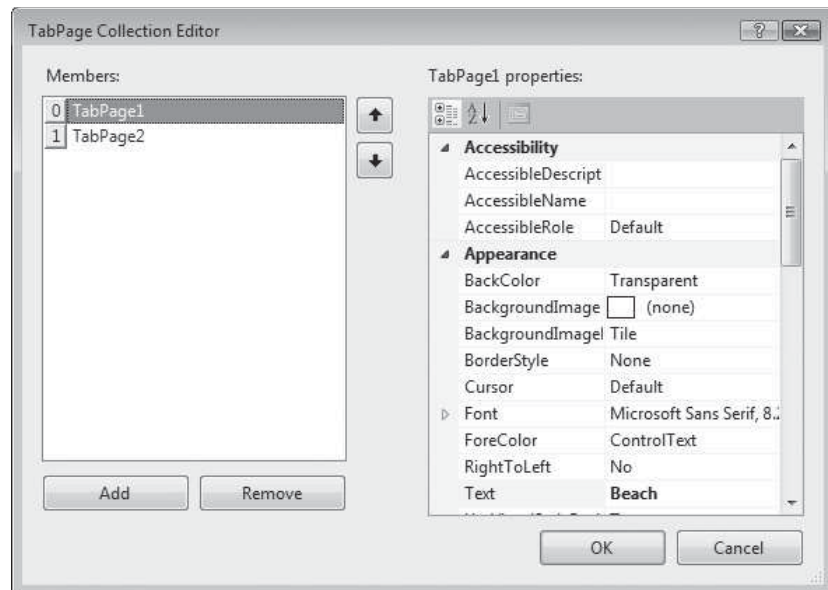 TabPage Collection Editor
Members:
0 TabPage1
1 TabPage2
Add Remove
TabPage1 properties:
Accessibility
AccessibleDescript
AccessibleName
AccessibleRole Default
Appearance
BackColor Transparent
BackgroundImage (none)
BackgroundImageL Tile
BorderStyle None
Cursor Default
Font Microsoft Sans Serif, 8.2
ForeColor ControlText
RightToLeft No
Text Beach
OK Cancel